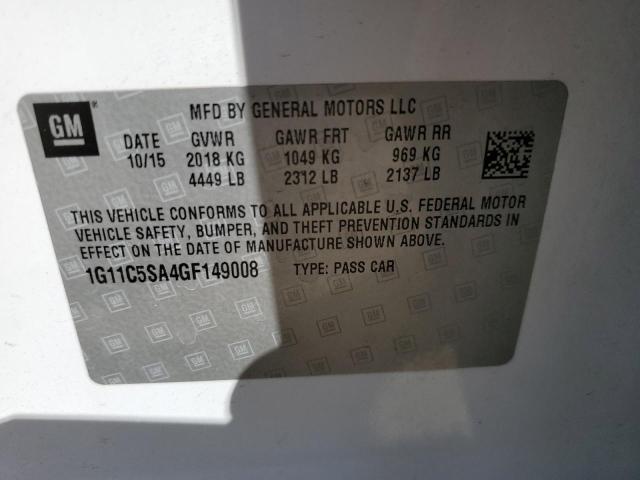 GM ® MFD BY GENERAL MOTORS LLC
DATE GVWR GAWR FRT GAWR RR
10/15 2018 KG 1049 KG 969 KG
4449 LB 2312 LB 2137 LB
THIS VEHICLE CONFORMS TO ALL APPLICABLE U.S. FEDERAL MOTOR
VEHICLE SAFETY, BUMPER, AND THEFT PREVENTION STANDARDS IN
EFFECT ON THE DATE OF MANUFACTURE SHOWN ABOVE.
1G11C5SA4GF149008 TYPE: PASS CAR